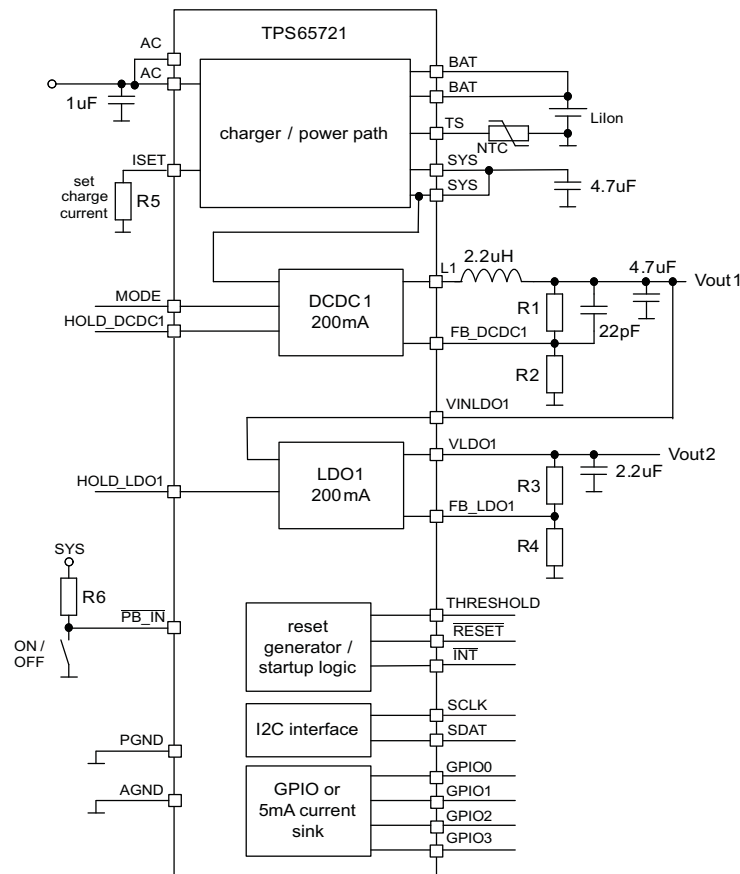 TPS65721
AC
AC
1uF
charger / power path
BAT
BAT
TS
NTC
LiIon
ISET
set
charge
current
R5
SYS
SYS
4.7uF
L1
2.2uH
4.7uF
Vout1
MODE
HOLD_DCDC1
DCDC1
200mA
R1
22pF
FB_DCDC1
R2
VINLDO1
VLDO1
Vout2
HOLD_LDO1
LDO1
200mA
R3
2.2uF
FB_LDO1
R4
SYS
R6
PB_IN
ON /
OFF
reset
generator /
startup logic
THRESHOLD
RESET
INT
I2C interface
SCLK
SDAT
PGND
AGND
GPIO or
5mA current
sink
GPIO0
GPIO1
GPIO2
GPIO3